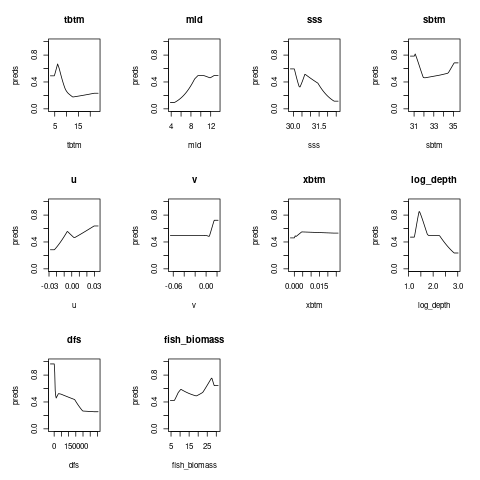 tbtm mld sss sbtm
preds 0.0 0.4 0.8 preds 0.0 0.4 0.8 preds 0.0 0.4 0.8 preds 0.0 0.4 0.8
5 15 4 8 12 30.0 31.5 31 33 35
tbtm mld sss sbtm
u v xbtm log_depth
preds 0.0 0.4 0.8 preds 0.0 0.4 0.8 preds 0.0 0.4 0.8 preds 0.0 0.4 0.8
-0.03 0.00 0.03 -0.06 0.00 0.000 0.015 1.0 2.0 3.0
u v xbtm log_depth
dfs fish_biomass
preds 0.0 0.4 0.8 preds 0.0 0.4 0.8
0 150000 5 15 25
dfs fish_biomass